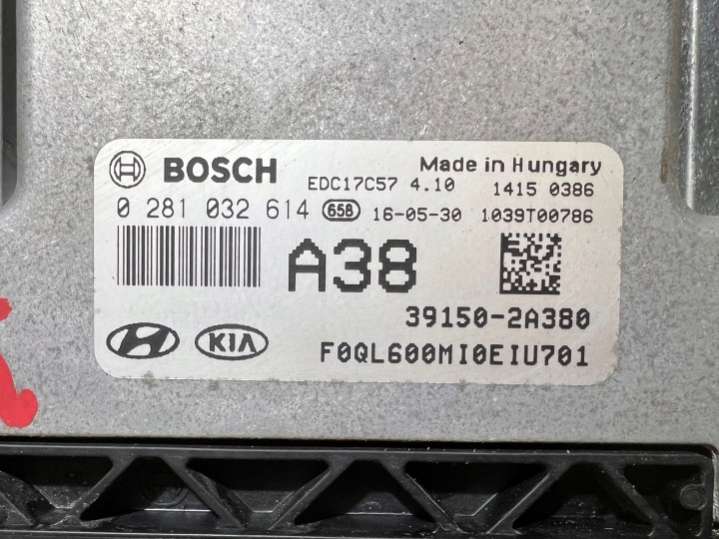 BOSCH Made in Hungary
EDC17C57 4.10 1415 0386
0 281 032 614 658 16-05-30 1039T00786
A38
39150-2A380
KIA F0QL600MI0EIU701